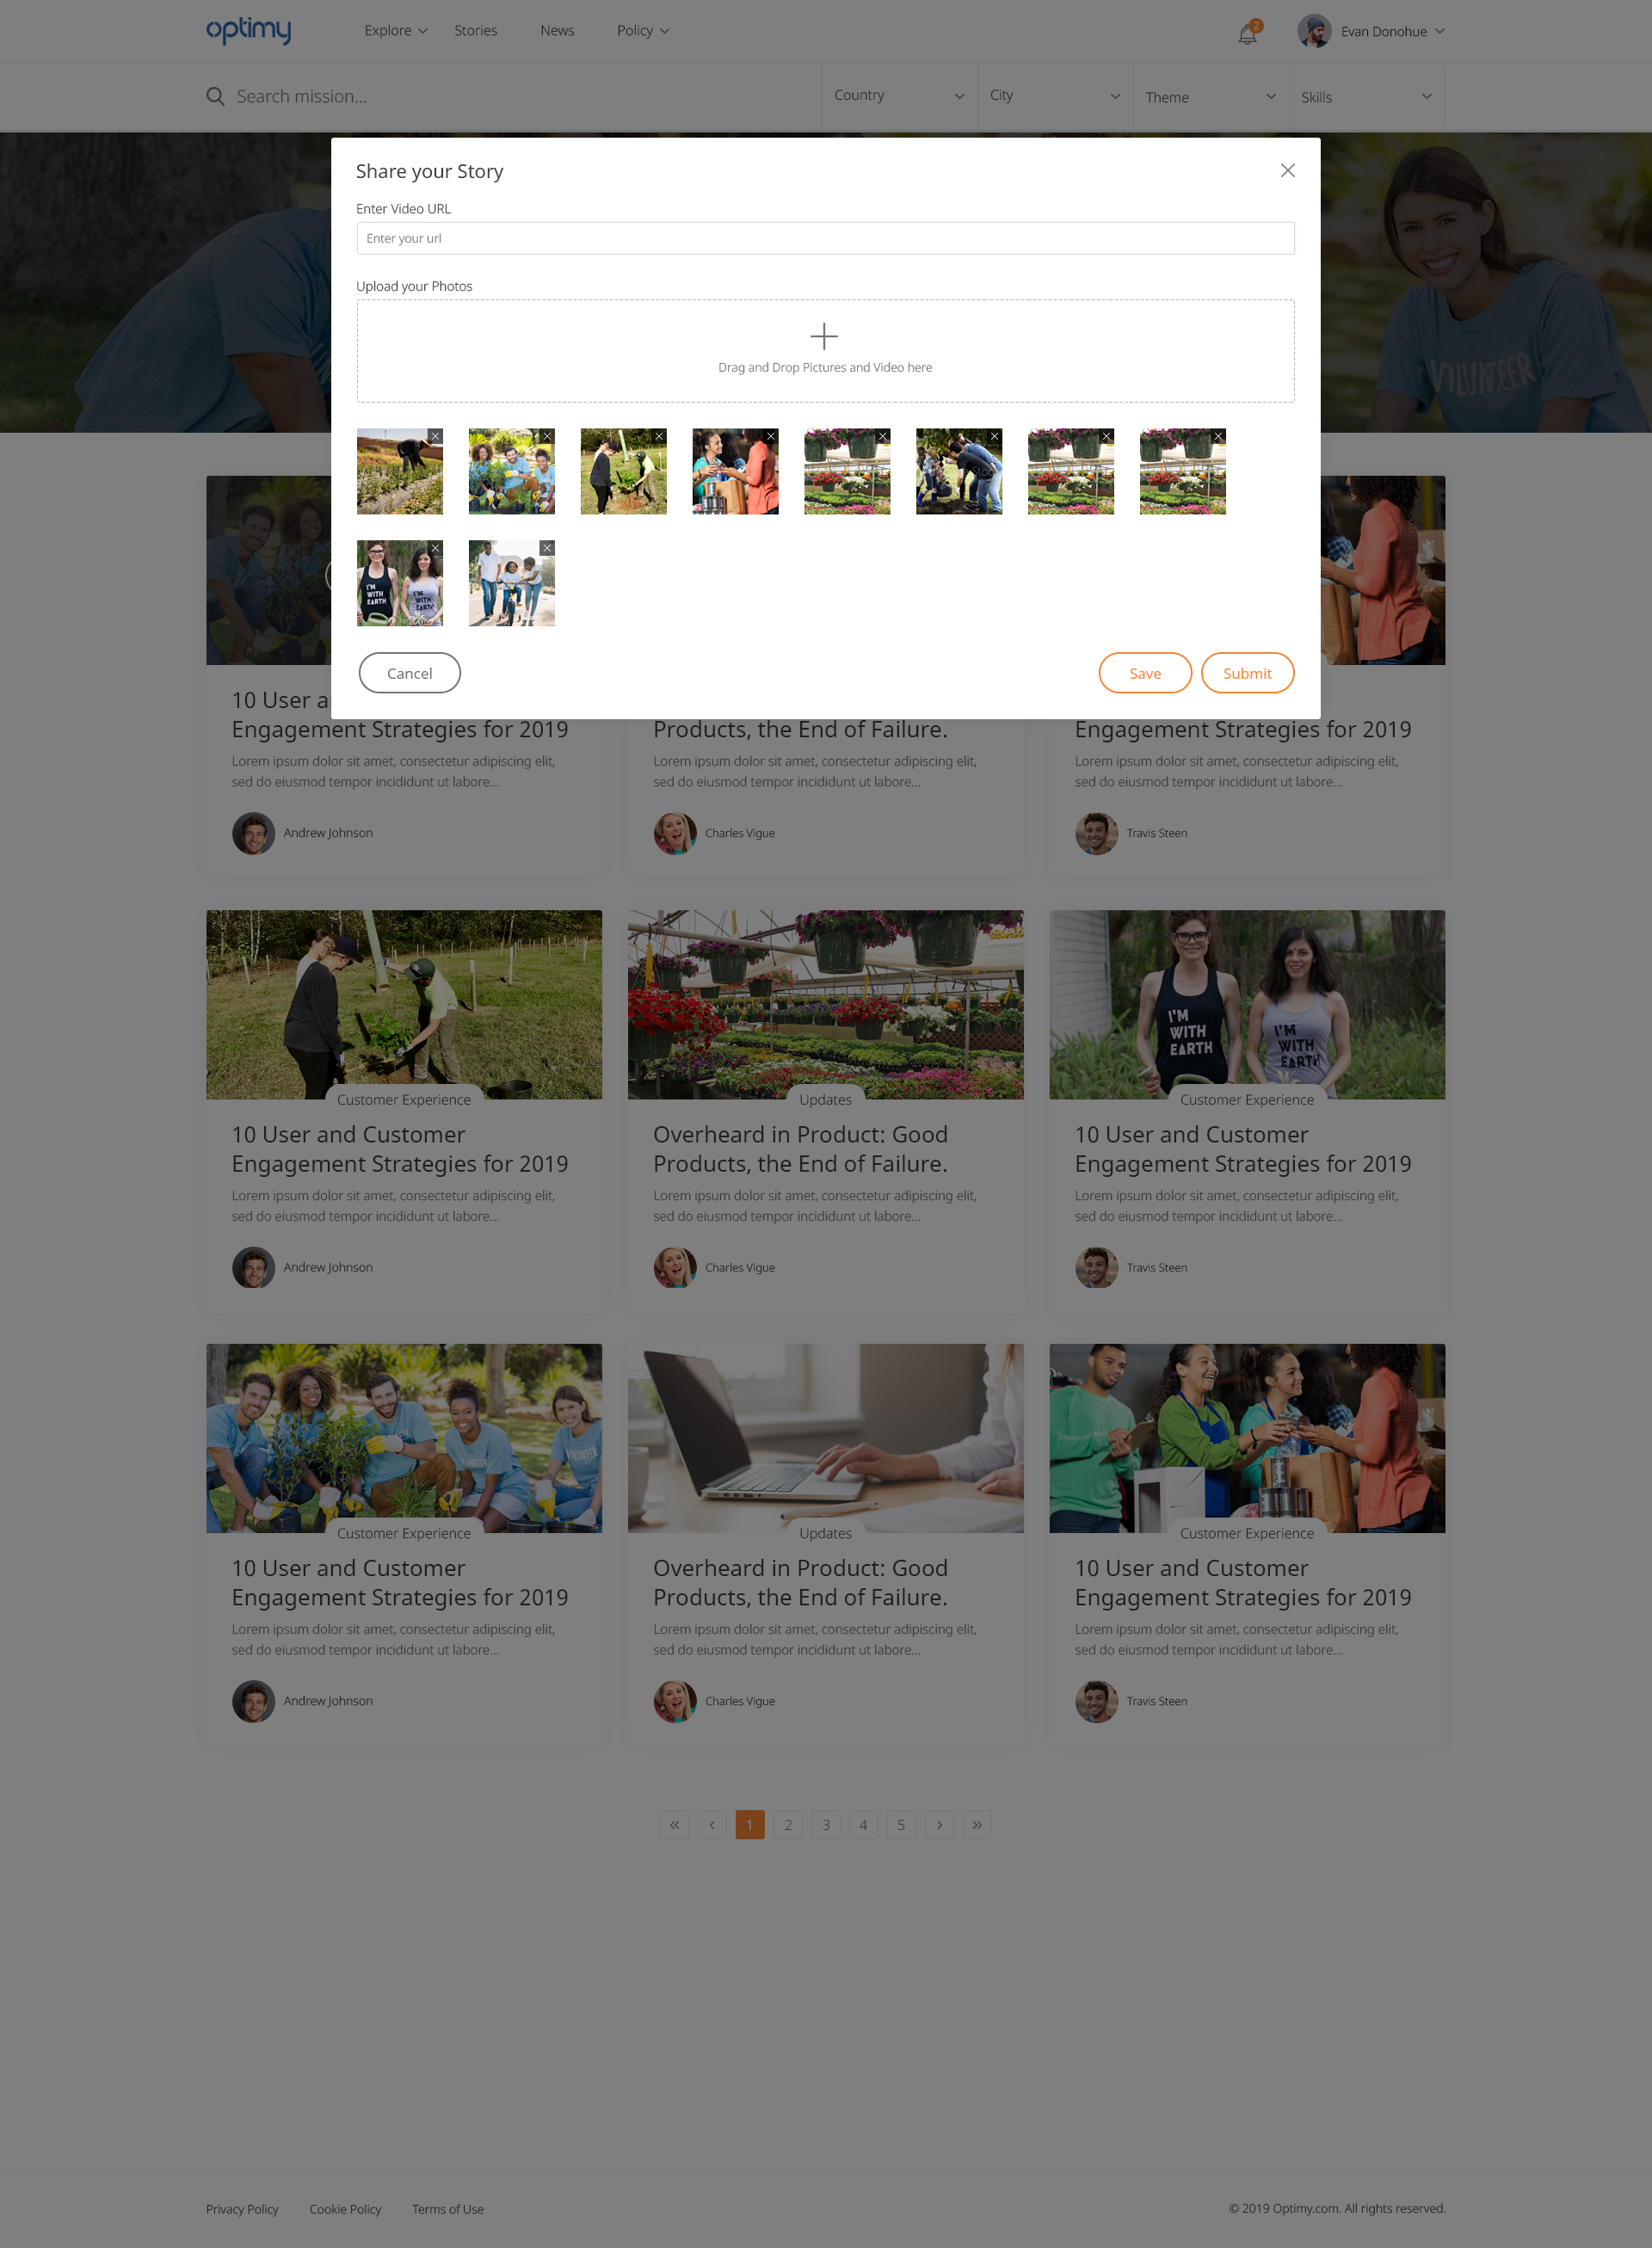 optimy
Explore
Stories
News
Policy
2
Evan Donohue
Search mission...
Country
City
Theme
Skills
Share your Story
Enter Video URL
Enter your url
Upload your Photos
Drag and Drop Pictures and Video here
VOLUNTEER
I'M
WITH
EARTH
I'M
WITH
EARTH
Cancel
Save
Submit
10 User a
Engagement Strategies for 2019
Lorem ipsum dolor sit amet, consectetur adipiscing elit,
sed do eiusmod tempor incididunt ut labore...
Andrew Johnson
Products, the End of Failure.
Lorem ipsum dolor sit amet, consectetur adipiscing elit,
sed do eiusmod tempor incididunt ut labore...
Charles Vigue
Engagement Strategies for 2019
Lorem ipsum dolor sit amet, consectetur adipiscing elit,
sed do eiusmod tempor incididunt ut labore...
Travis Steen
Customer Experience
10 User and Customer
Engagement Strategies for 2019
Lorem ipsum dolor sit amet, consectetur adipiscing elit,
sed do eiusmod tempor incididunt ut labore...
Andrew Johnson
Updates
Overheard in Product: Good
Products, the End of Failure.
Lorem ipsum dolor sit amet, consectetur adipiscing elit,
sed do eiusmod tempor incididunt ut labore...
Charles Vigue
I'M
WITH
EARTH
I'M
WITH
EARTH
Customer Experience
10 User and Customer
Engagement Strategies for 2019
Lorem ipsum dolor sit amet, consectetur adipiscing elit,
sed do eiusmod tempor incididunt ut labore...
Travis Steen
Customer Experience
10 User and Customer
Engagement Strategies for 2019
Lorem ipsum dolor sit amet, consectetur adipiscing elit,
sed do eiusmod tempor incididunt ut labore...
Andrew Johnson
Updates
Overheard in Product: Good
Products, the End of Failure.
Lorem ipsum dolor sit amet, consectetur adipiscing elit,
sed do eiusmod tempor incididunt ut labore...
Charles Vigue
Customer Experience
10 User and Customer
Engagement Strategies for 2019
Lorem ipsum dolor sit amet, consectetur adipiscing elit,
sed do eiusmod tempor incididunt ut labore...
Travis Steen
« ‹ 1 2 3 4 5 › »
Privacy Policy
Cookie Policy
Terms of Use
© 2019 Optimy.com. All rights reserved.